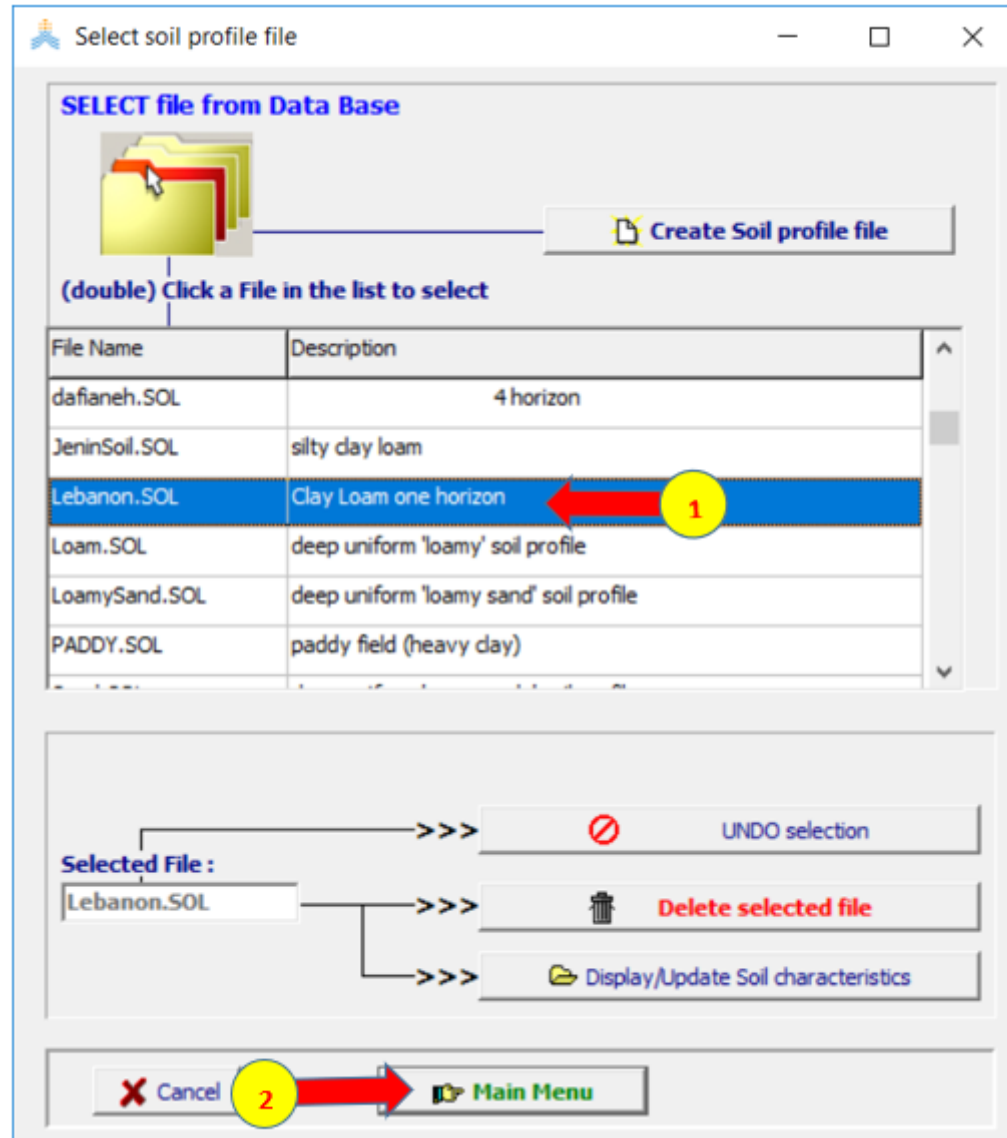 Select soil profile file
SELECT file from Data Base
Create Soil profile file
(double) Click a File in the list to select
File Name Description
dafianeh.SOL 4 horizon
JeninSoil.SOL silty clay loam
Lebanon.SOL Clay Loam one horizon 1
Loam.SOL deep uniform 'loamy' soil profile
LoamySand.SOL deep uniform 'loamy sand' soil profile
PADDY.SOL paddy field (heavy clay)
>>> UNDO selection
Selected File :
Lebanon.SOL >>> Delete selected file
>>> Display/Update Soil characteristics
Cancel 2 Main Menu